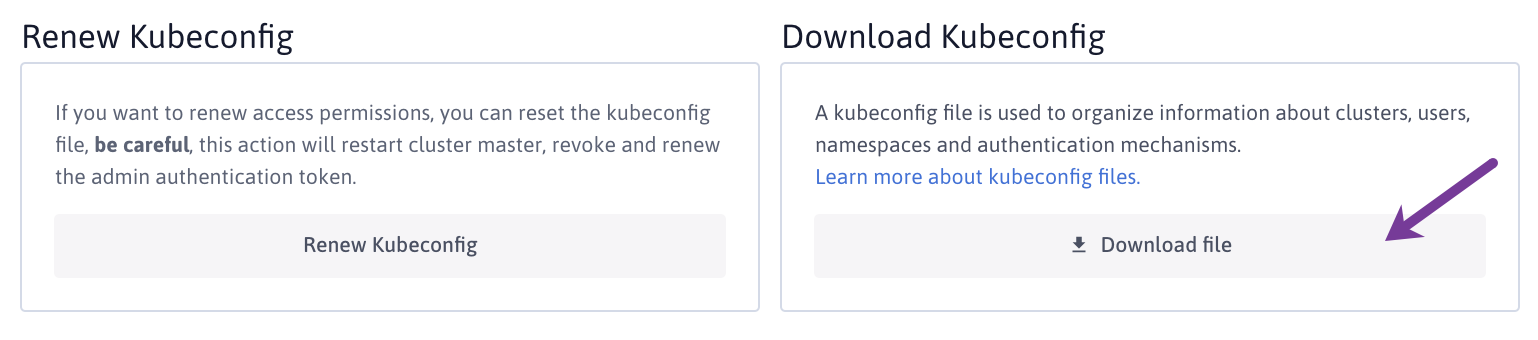 Renew Kubeconfig
If you want to renew access permissions, you can reset the kubeconfig
file, be careful, this action will restart cluster master, revoke and renew
the admin authentication token.
Renew Kubeconfig
Download Kubeconfig
A kubeconfig file is used to organize information about clusters, users,
namespaces and authentication mechanisms.
Learn more about kubeconfig files.
Download file